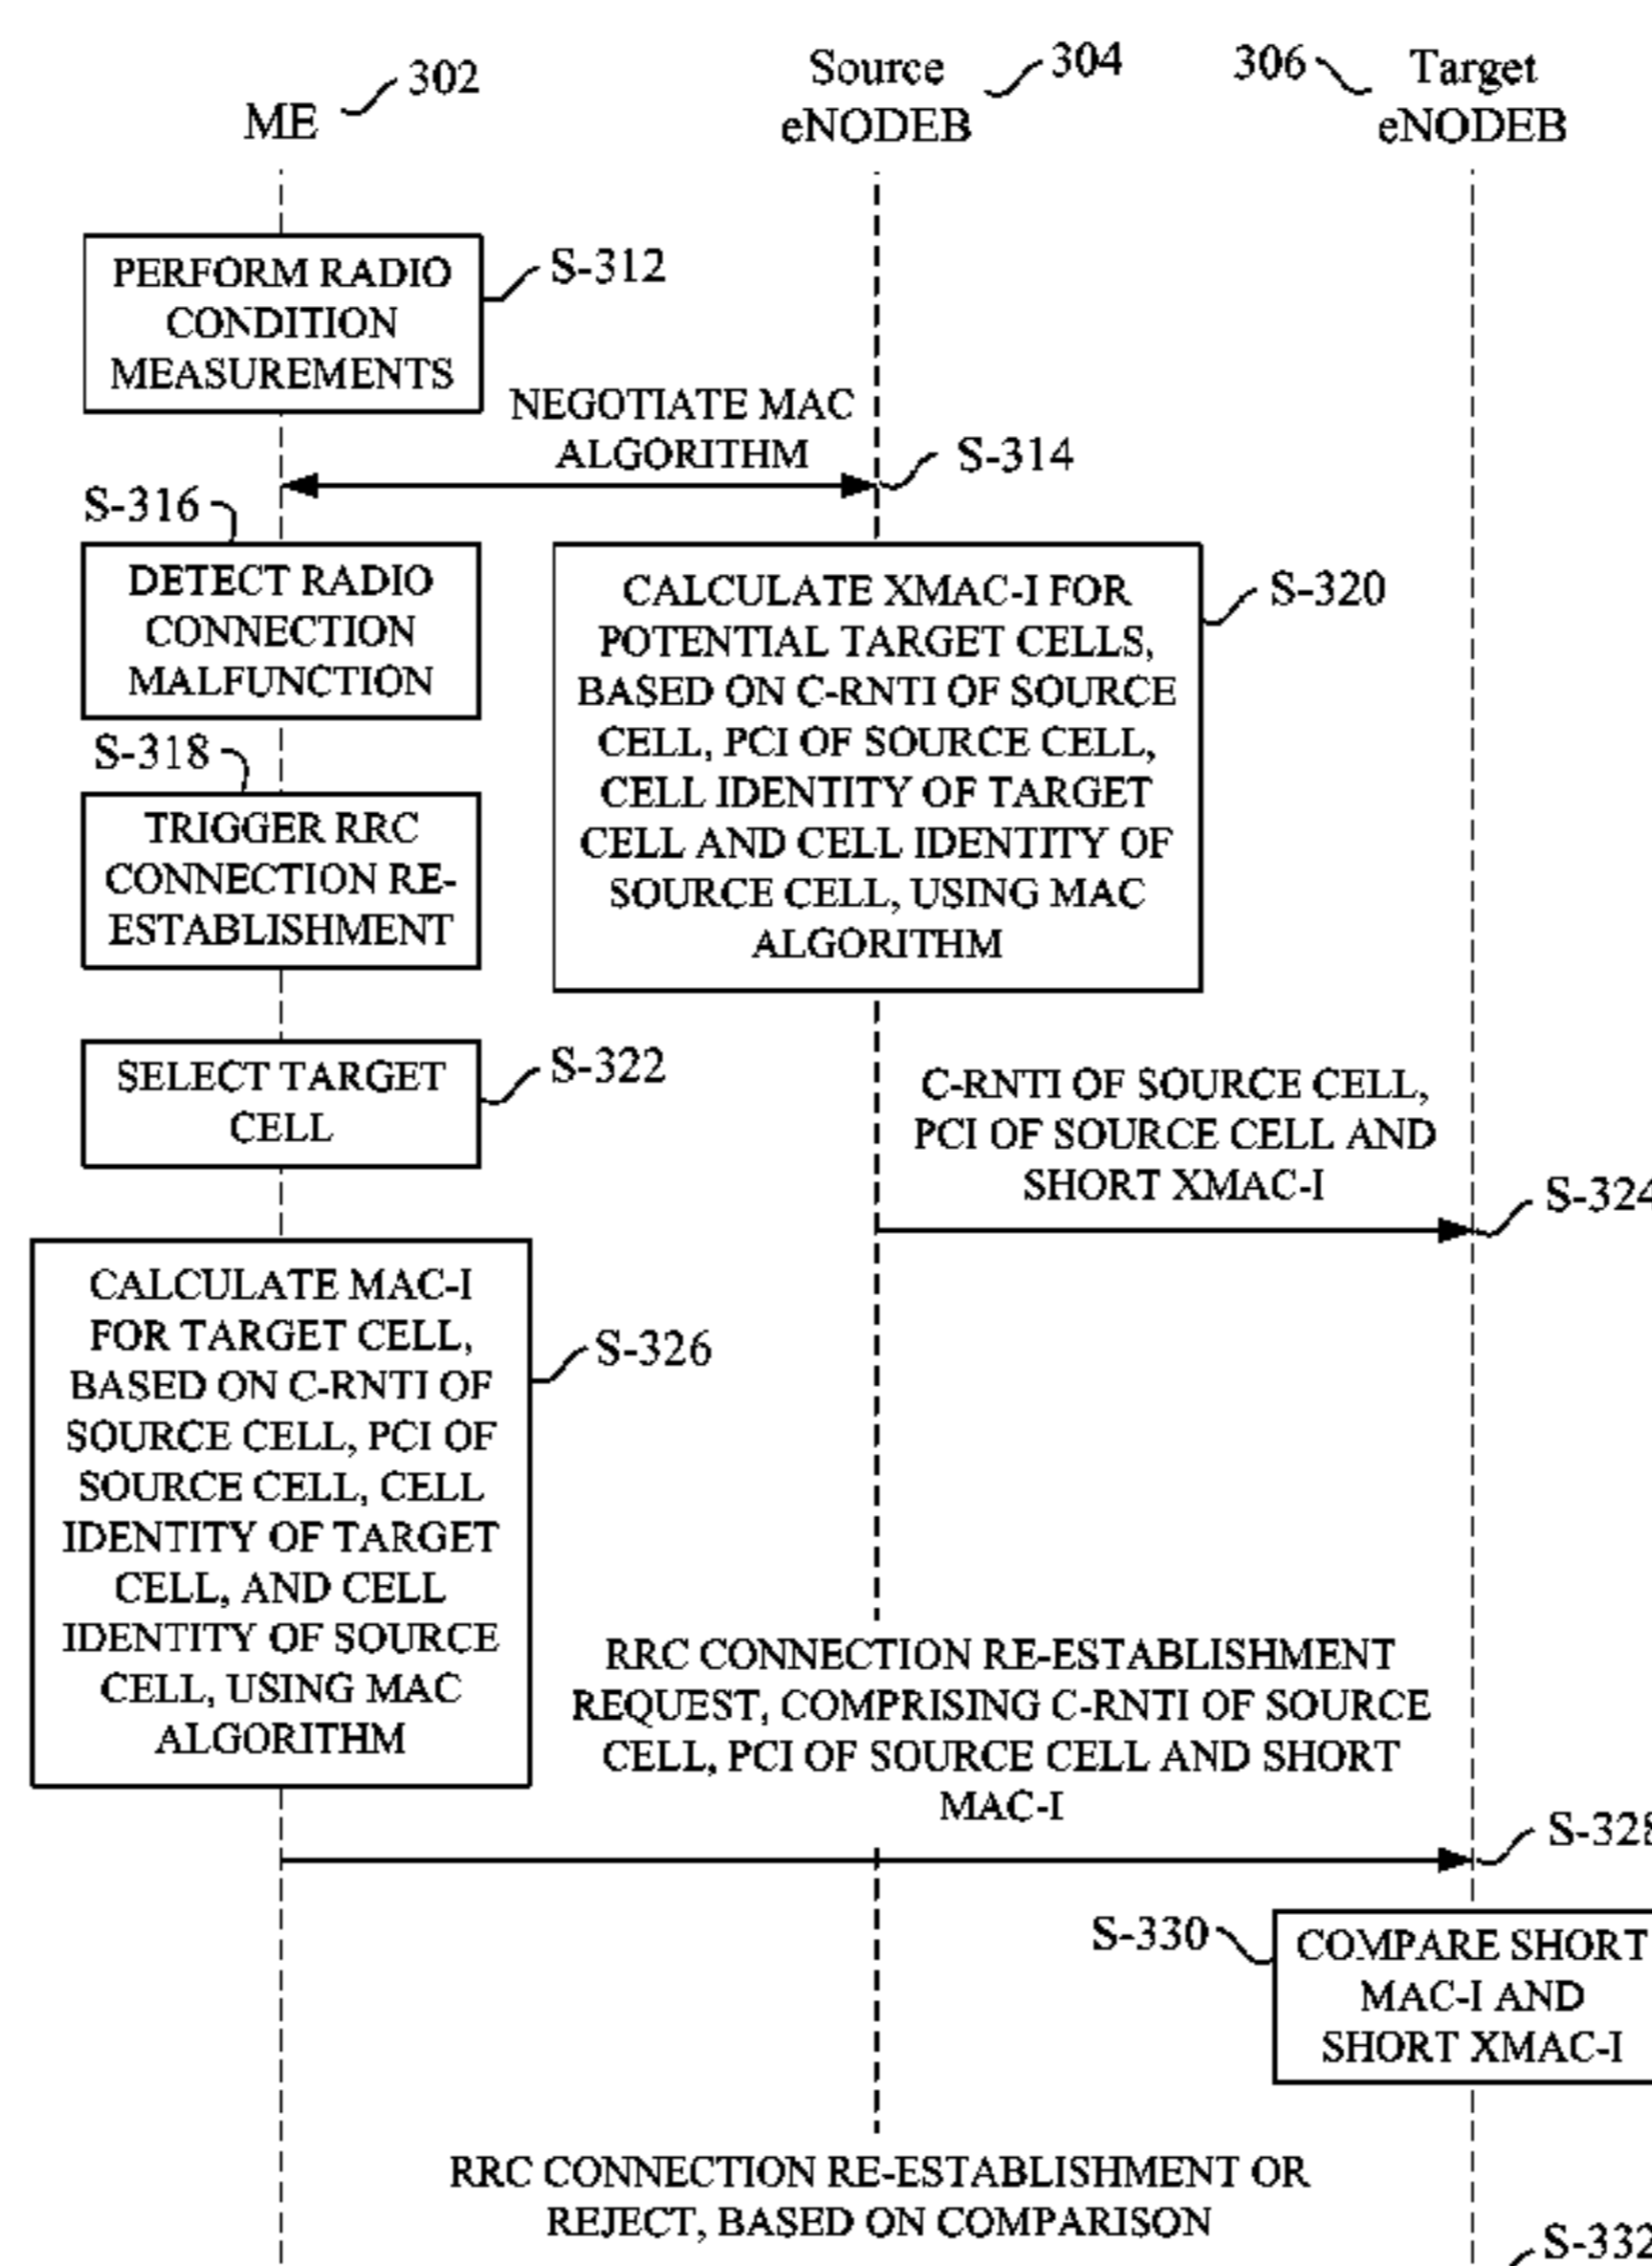 302
ME
Source
eNODEB
304
306
Target
eNODEB
PERFORM RADIO
CONDITION
MEASUREMENTS
S-312
NEGOTIATE MAC
ALGORITHM
S-314
S-316
DETECT RADIO
CONNECTION
MALFUNCTION
CALCULATE XMAC-I FOR
POTENTIAL TARGET CELLS,
BASED ON C-RNTI OF SOURCE
CELL, PCI OF SOURCE CELL,
CELL IDENTITY OF TARGET
CELL AND CELL IDENTITY OF
SOURCE CELL, USING MAC
ALGORITHM
S-320
S-318
TRIGGER RRC
CONNECTION RE-
ESTABLISHMENT
SELECT TARGET
CELL
S-322
C-RNTI OF SOURCE CELL,
PCI OF SOURCE CELL AND
SHORT XMAC-I
S-324
CALCULATE MAC-I
FOR TARGET CELL,
BASED ON C-RNTI OF
SOURCE CELL, PCI OF
SOURCE CELL, CELL
IDENTITY OF TARGET
CELL, AND CELL
IDENTITY OF SOURCE
CELL, USING MAC
ALGORITHM
S-326
RRC CONNECTION RE-ESTABLISHMENT
REQUEST, COMPRISING C-RNTI OF SOURCE
CELL, PCI OF SOURCE CELL AND SHORT
MAC-I
S-328
S-330
COMPARE SHORT
MAC-I AND
SHORT XMAC-I
RRC CONNECTION RE-ESTABLISHMENT OR
REJECT, BASED ON COMPARISON
S-332